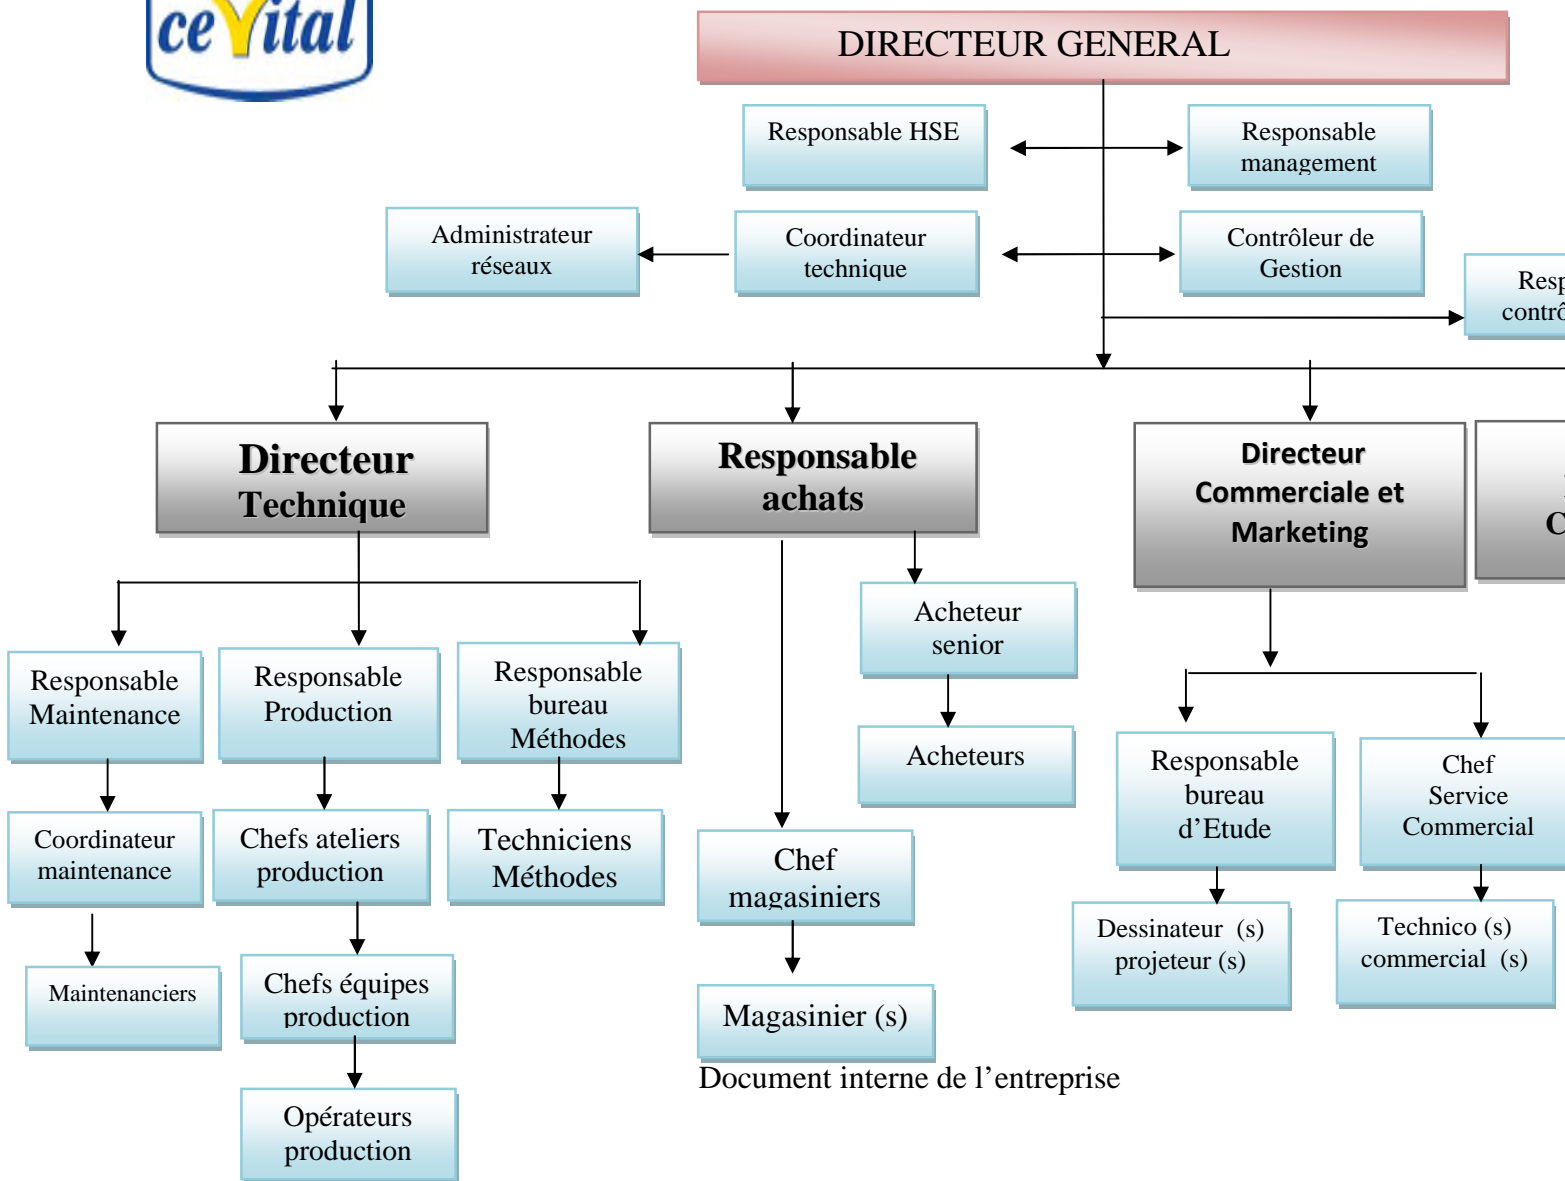 ceVital
DIRECTEUR GENERAL
Responsable HSE
Responsable
management
Administrateur
réseaux
Coordinateur
technique
Contrôleur de
Gestion
Directeur
Technique
Responsable
achats
Directeur
Commerciale et
Marketing
Responsable
Maintenance
Responsable
Production
Responsable
bureau
Méthodes
Acheteur
senior
Acheteurs
Responsable
bureau
d’Etude
Chef
Service
Commercial
Coordinateur
maintenance
Chefs ateliers
production
Techniciens
Méthodes
Chef
magasiniers
Dessinateur (s)
projeteur (s)
Technico (s)
commercial (s)
Maintenanciers
Chefs équipes
production
Magasinier (s)
Document interne de l’entreprise
Opérateurs
production